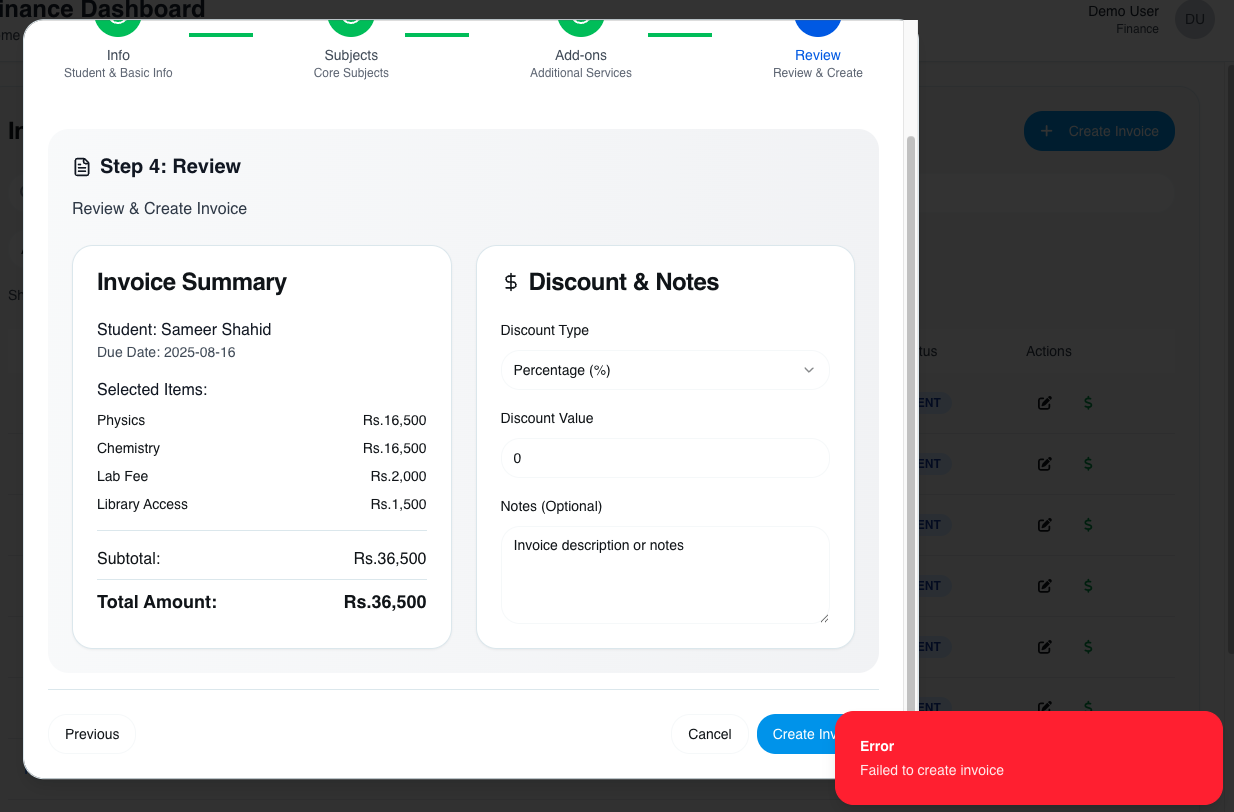 inance Dashboard
Demo User
Finance
DU
Info
Student & Basic Info
Subjects
Core Subjects
Add-ons
Additional Services
Review
Review & Create
+ Create Invoice
Step 4: Review
Review & Create Invoice
Invoice Summary
Student: Sameer Shahid
Due Date: 2025-08-16
Selected Items:
Physics Rs.16,500
Chemistry Rs.16,500
Lab Fee Rs.2,000
Library Access Rs.1,500
Subtotal: Rs.36,500
Total Amount: Rs.36,500
$ Discount & Notes
Discount Type
Percentage (%)
Discount Value
0
Notes (Optional)
Invoice description or notes
tus Actions
ENT $
ENT $
ENT $
ENT $
ENT $
ENT $
Previous
Cancel
Create Inv
Error
Failed to create invoice